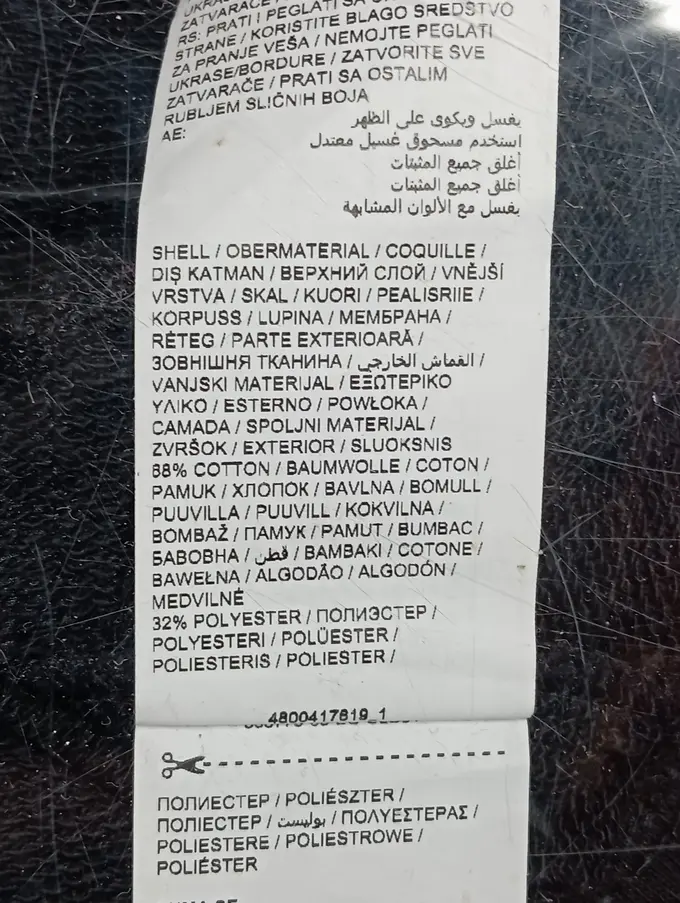 ZATVARAČE
RS: PRATI I PEGLATI SA
STRANE / KORISTITE BLAGO SREDSTVO
ZA PRANJE VEŠA / NEMOJTE PEGLATI
UKRASE/BORDURE / ZATVORITE SVE
ZATVARAČE / PRATI SA OSTALIM
RUBLJEM SLIČNIH BOJA
AE:
يغسل ويكوى على الظهر
استخدم مسحوق غسيل معتدل
أغلق جميع المثبتات
أغلق جميع المثبتات
يغسل مع الألوان المشابهة
SHELL / OBERMATERIAL / COQUILLE /
DIŞ KATMAN / ВЕРХНИЙ СЛОЙ / VNĚJŠÍ
VRSTVA / SKAL / KUORI / PEALISRIIE /
KORPUSS / LUPINA / МЕМБРАНА /
RÉTEG / PARTE EXTERIOARĂ /
ЗОВНІШНЯ ТКАНИНА / القماش الخارجي /
VANJSKI MATERIJAL / ΕΞΩΤΕΡΙΚΟ
ΥΛΙΚΟ / ESTERNO / POWŁOKA /
CAMADA / SPOLJNI MATERIJAL /
ZVRŠOK / EXTERIOR / SLUOKSNIS
68% COTTON / BAUMWOLLE / COTON /
PAMUK / ХЛОПОК / BAVLNA / BOMULL /
PUUVILLA / PUUVILL / KOKVILNA /
BOMBAŽ / ПАМУК / PAMUT / BUMBAC /
БАВОВНА / قطن / BAMBAKI / COTONE /
BAWEŁNA / ALGODÃO / ALGODÓN /
MEDVILNĖ
32% POLYESTER / ПОЛИЭСТЕР /
POLYESTERI / POLÜESTER /
POLIESTERIS / POLIESTER /
4800417819_1
ПОЛИЕСТЕР / POLIÉSZTER /
ПОЛІЕСТЕР / بوليست / ΠΟΛΥΕΣΤΕΡΑΣ /
POLIESTERE / POLIESTROWE /
POLIÉSTER